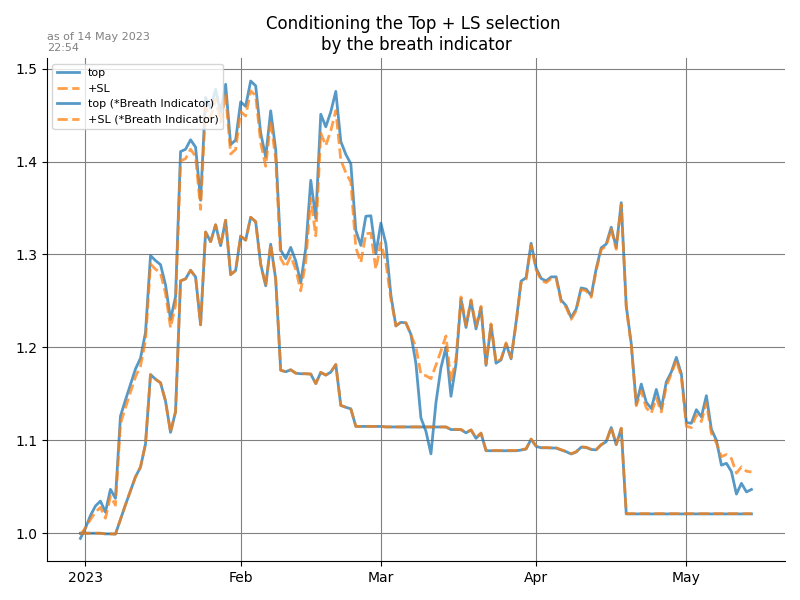 Conditioning the Top + LS selection
by the breath indicator
as of 14 May 2023
22:54
top
+SL
top (*Breath Indicator)
+SL (*Breath Indicator)
1.5
1.4
1.3
1.2
1.1
1.0
2023 Feb Mar Apr May